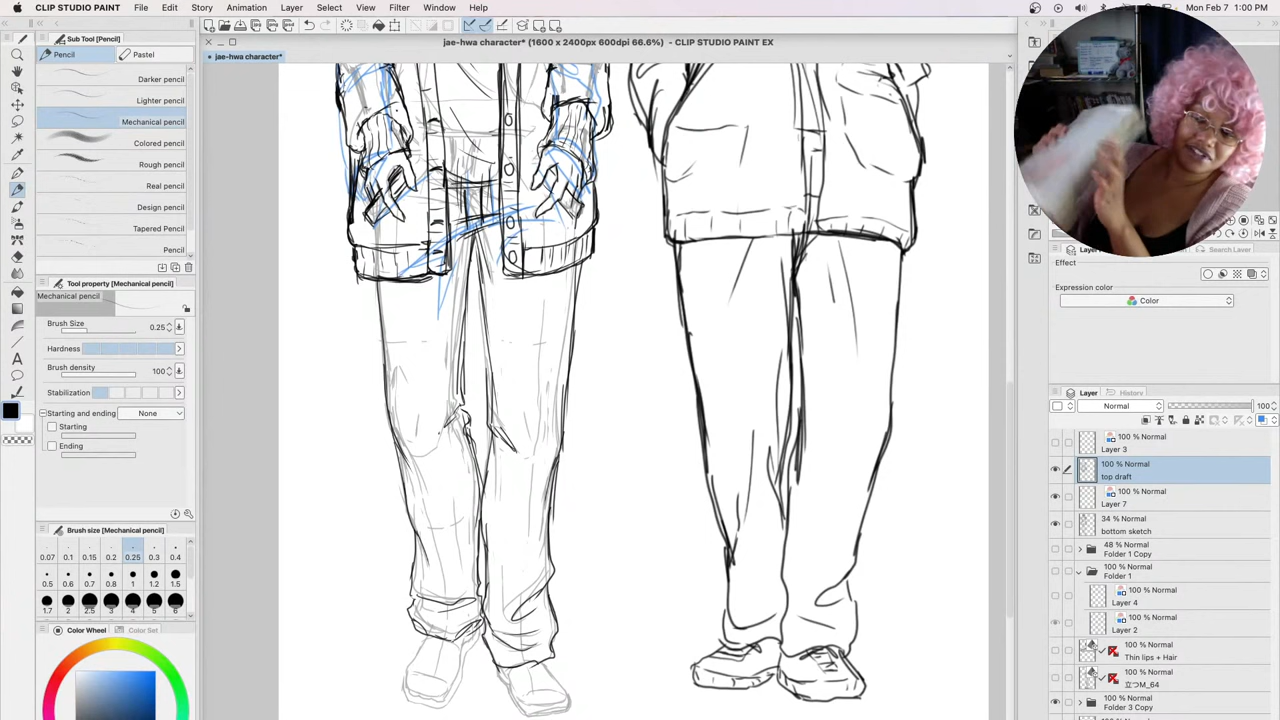 CLIP STUDIO PAINT File Edit Story Animation Layer Select View Filter Window Help Mon Feb 7 1:00 PM
Sub Tool [Pencil]
jae-hwa character* (1600 x 2400px 600dpi 66.6%) - CLIP STUDIO PAINT EX
Pencil Pastel
jae-hwa character*
Darker pencil
Lighter pencil
Mechanical pencil
Colored pencil
Rough pencil
Real pencil
Design pencil
Tapered Pencil
Pencil
Tool property [Mechanical pencil]
Mechanical pencil
Brush Size 0.25
Hardness
Brush density 100
Stabilization
Starting and ending None
Starting
Ending
Brush size [Mechanical pencil]
0.07 0.1 0.15 0.2 0.25 0.3 0.4
0.5 0.6 0.7 0.8 1 1.2 1.5
1.7 2 2.5 3 4 5 6
Color Wheel Color Set
Search Layer
Effect
Expression color
Color
Layer History
Normal 100
100 % Normal
Layer 3
100 % Normal
top draft
100 % Normal
Layer 7
34 % Normal
bottom sketch
48 % Normal
Folder 1 Copy
100 % Normal
Folder 1
100 % Normal
Layer 4
100 % Normal
Layer 2
100 % Normal
Thin lips + Hair
100 % Normal
立つM_64
100 % Normal
Folder 3 Copy